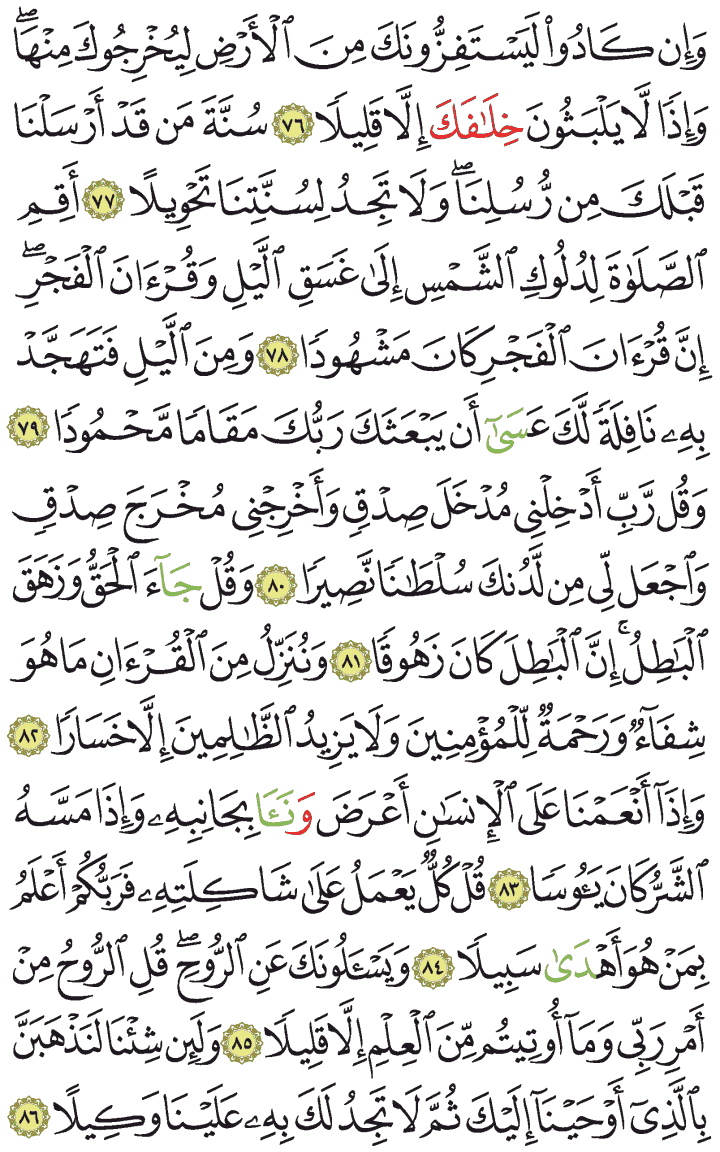 وَإِن كَادُوا۟ لَيَسْتَفِزُّونَكَ مِنَ ٱلْأَرْضِ لِيُخْرِجُوكَ مِنْهَا ۖ
وَإِذًا لَّا يَلْبَثُونَ خِلَـٰفَكَ إِلَّا قَلِيلًا ٧٦ سُنَّةَ مَن قَدْ أَرْسَلْنَا
قَبْلَكَ مِن رُّسُلِنَا ۖ وَلَا تَجِدُ لِسُنَّتِنَا تَحْوِيلًا ٧٧ أَقِمِ
ٱلصَّلَوٰةَ لِدُلُوكِ ٱلشَّمْسِ إِلَىٰ غَسَقِ ٱلَّيْلِ وَقُرْءَانَ ٱلْفَجْرِ ۖ
إِنَّ قُرْءَانَ ٱلْفَجْرِ كَانَ مَشْهُودًا ٧٨ وَمِنَ ٱلَّيْلِ فَتَهَجَّدْ
بِهِۦ نَافِلَةً لَّكَ عَسَىٰٓ أَن يَبْعَثَكَ رَبُّكَ مَقَامًا مَّحْمُودًا ٧٩
وَقُل رَّبِّ أَدْخِلْنِى مُدْخَلَ صِدْقٍ وَأَخْرِجْنِى مُخْرَجَ صِدْقٍ
وَٱجْعَل لِّى مِن لَّدُنكَ سُلْطَـٰنًا نَّصِيرًا ٨٠ وَقُلْ جَآءَ ٱلْحَقُّ وَزَهَقَ
ٱلْبَـٰطِلُ ۚ إِنَّ ٱلْبَـٰطِلَ كَانَ زَهُوقًا ٨١ وَنُنَزِّلُ مِنَ ٱلْقُرْءَانِ مَا هُوَ
شِفَآءٌ وَرَحْمَةٌ لِّلْمُؤْمِنِينَ وَلَا يَزِيدُ ٱلظَّـٰلِمِينَ إِلَّا خَسَارًا ٨٢
وَإِذَآ أَنْعَمْنَا عَلَى ٱلْإِنسَـٰنِ أَعْرَضَ وَنَـَٔا بِجَانِبِهِۦ وَإِذَا مَسَّهُ
ٱلشَّرُّ كَانَ يَـُٔوسًا ٨٣ قُلْ كُلٌّ يَعْمَلُ عَلَىٰ شَاكِلَتِهِۦ فَرَبُّكُمْ أَعْلَمُ
بِمَنْ هُوَ أَهْدَىٰ سَبِيلًا ٨٤ وَيَسْـَٔلُونَكَ عَنِ ٱلرُّوحِ ۖ قُلِ ٱلرُّوحُ مِنْ
أَمْرِ رَبِّى وَمَآ أُوتِيتُم مِّنَ ٱلْعِلْمِ إِلَّا قَلِيلًا ٨٥ وَلَئِن شِئْنَا لَنَذْهَبَنَّ
بِٱلَّذِىٓ أَوْحَيْنَآ إِلَيْكَ ثُمَّ لَا تَجِدُ لَكَ بِهِۦ عَلَيْنَا وَكِيلًا ٨٦